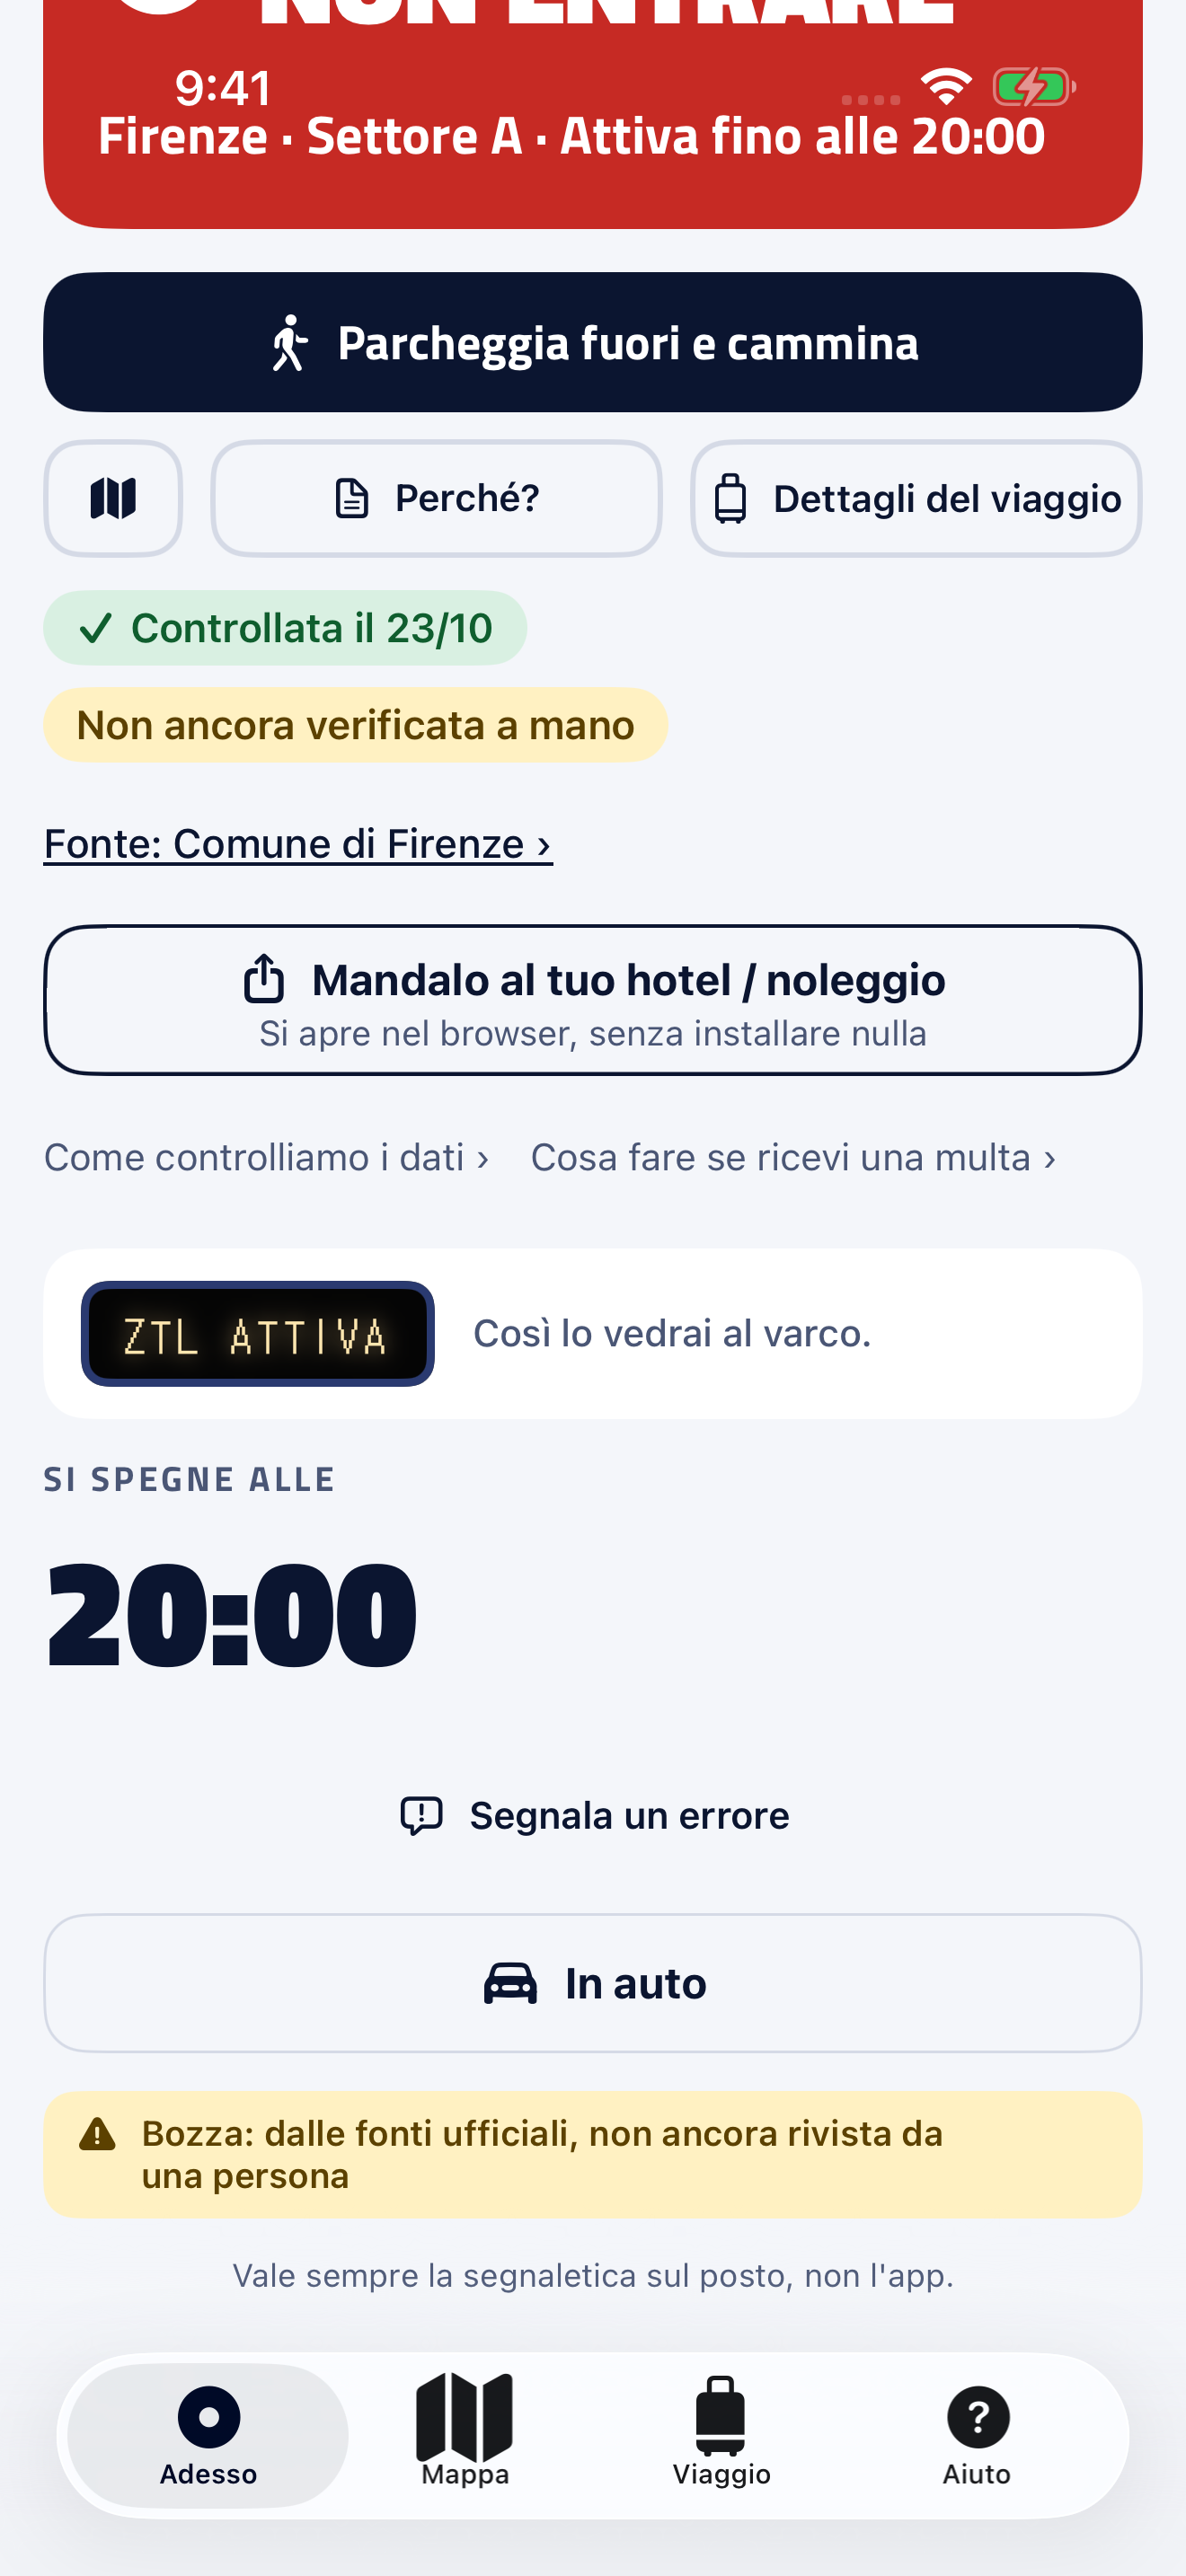 NON ENTRARE
9:41
Firenze · Settore A · Attiva fino alle 20:00
Parcheggia fuori e cammina
Perché?
Dettagli del viaggio
Controllata il 23/10
Non ancora verificata a mano
Fonte: Comune di Firenze ›
Mandalo al tuo hotel / noleggio
Si apre nel browser, senza installare nulla
Come controlliamo i dati ›
Cosa fare se ricevi una multa ›
ZTL ATTIVA
Così lo vedrai al varco.
SI SPEGNE ALLE
20:00
Segnala un errore
In auto
Bozza: dalle fonti ufficiali, non ancora rivista da
una persona
Vale sempre la segnaletica sul posto, non l'app.
Adesso
Mappa
Viaggio
Aiuto